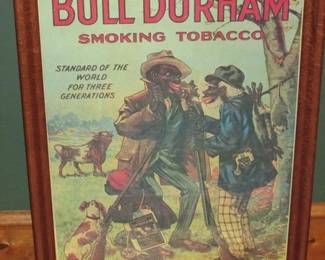 BULL DURHAM
SMOKING TOBACCO
STANDARD OF THE
WORLD
FOR THREE
GENERATIONS